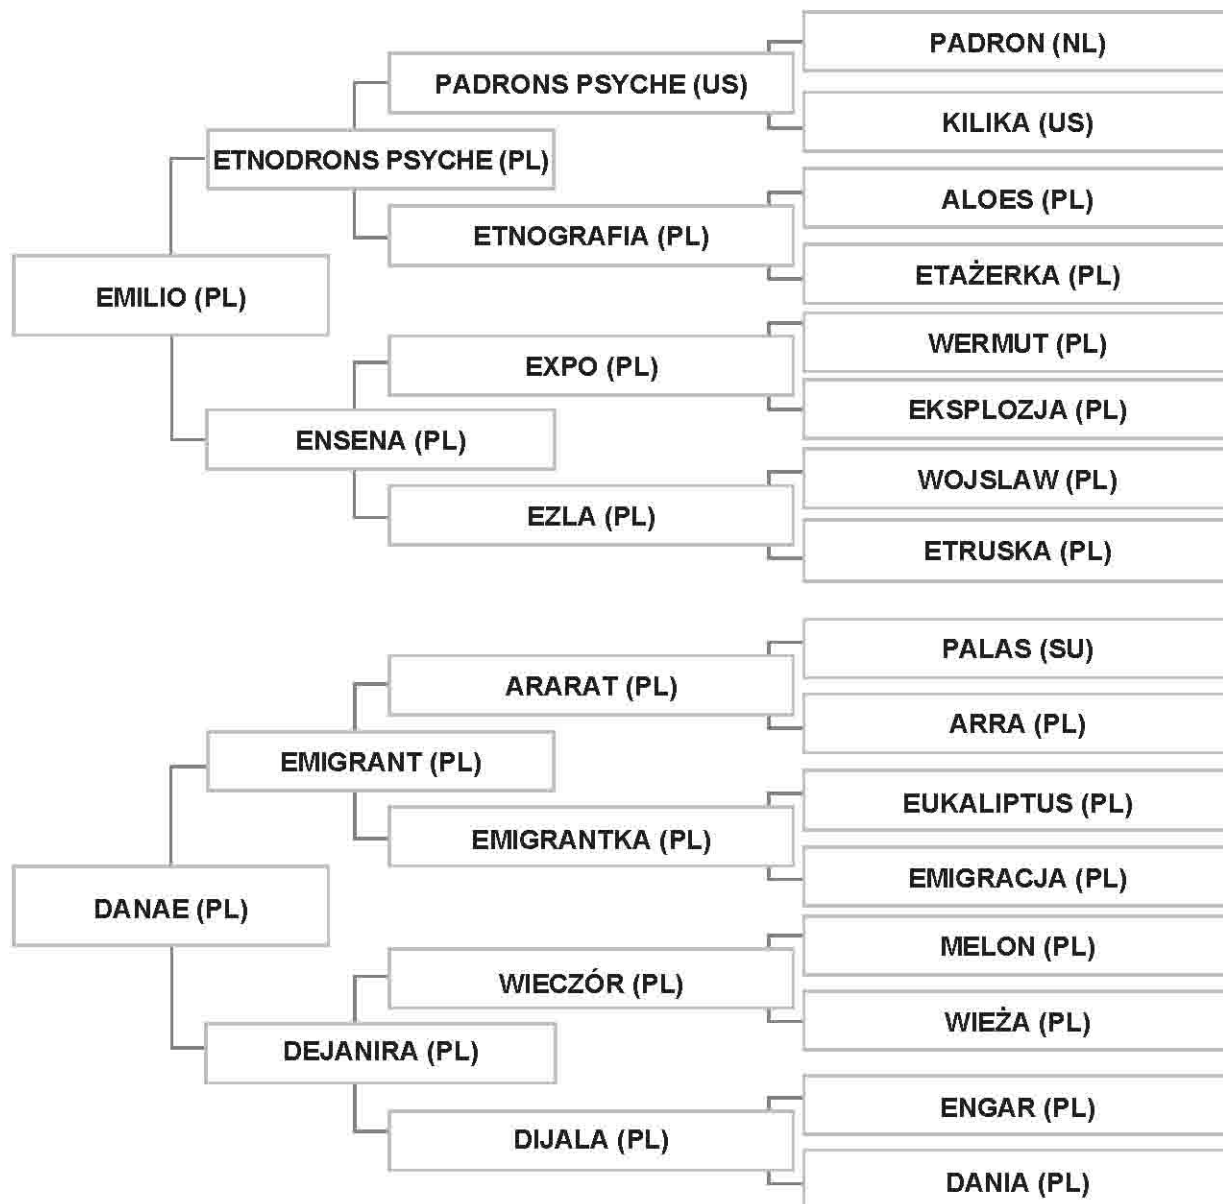 PADRON (NL)
PADRONS PSYCHE (US)
KILIKA (US)
ETNODRONS PSYCHE (PL)
ALOES (PL)
ETNOGRAFIA (PL)
ETAŻERKA (PL)
EMILIO (PL)
WERMUT (PL)
EXPO (PL)
EKSPLOZJA (PL)
ENSENA (PL)
WOJSLAW (PL)
EZLA (PL)
ETRUSKA (PL)
PALAS (SU)
ARARAT (PL)
ARRA (PL)
EMIGRANT (PL)
EUKALIPTUS (PL)
EMIGRANTKA (PL)
EMIGRACJA (PL)
DANAE (PL)
MELON (PL)
WIECZÓR (PL)
WIEŻA (PL)
DEJANIRA (PL)
ENGAR (PL)
DIJALA (PL)
DANIA (PL)